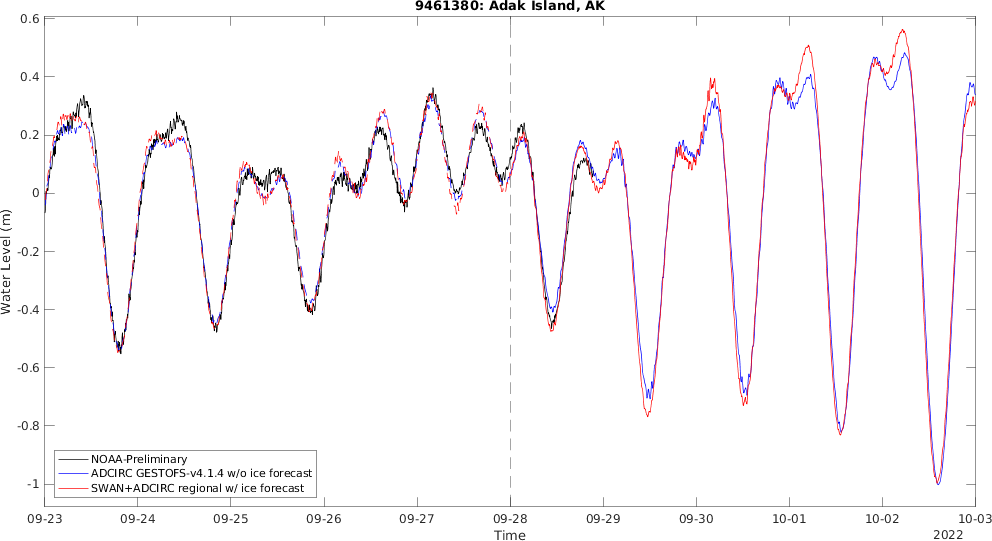 9461380: Adak Island, AK
0.6
0.4
0.2
0
-0.2
-0.4
-0.6
-0.8
-1
Water Level (m)
NOAA-Preliminary
ADCIRC GESTOFS-v4.1.4 w/o ice forecast
SWAN+ADCIRC regional w/ ice forecast
09-23 09-24 09-25 09-26 09-27 09-28 09-29 09-30 10-01 10-02 10-03
Time
2022